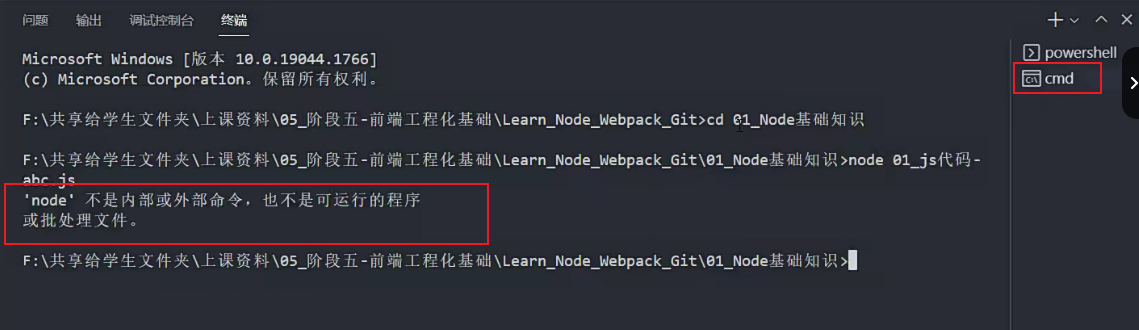 问题 输出 调试控制台 终端
Microsoft Windows [版本 10.0.19044.1766]
(c) Microsoft Corporation。保留所有权利。
F:\共享给学生文件夹\上课资料\05_阶段五-前端工程化基础\Learn_Node_Webpack_Git>cd 01_Node基础知识
F:\共享给学生文件夹\上课资料\05_阶段五-前端工程化基础\Learn_Node_Webpack_Git\01_Node基础知识>node 01_js代码-
abc.js
'node' 不是内部或外部命令，也不是可运行的程序
或批处理文件。
F:\共享给学生文件夹\上课资料\05_阶段五-前端工程化基础\Learn_Node_Webpack_Git\01_Node基础知识>
powershell
cmd